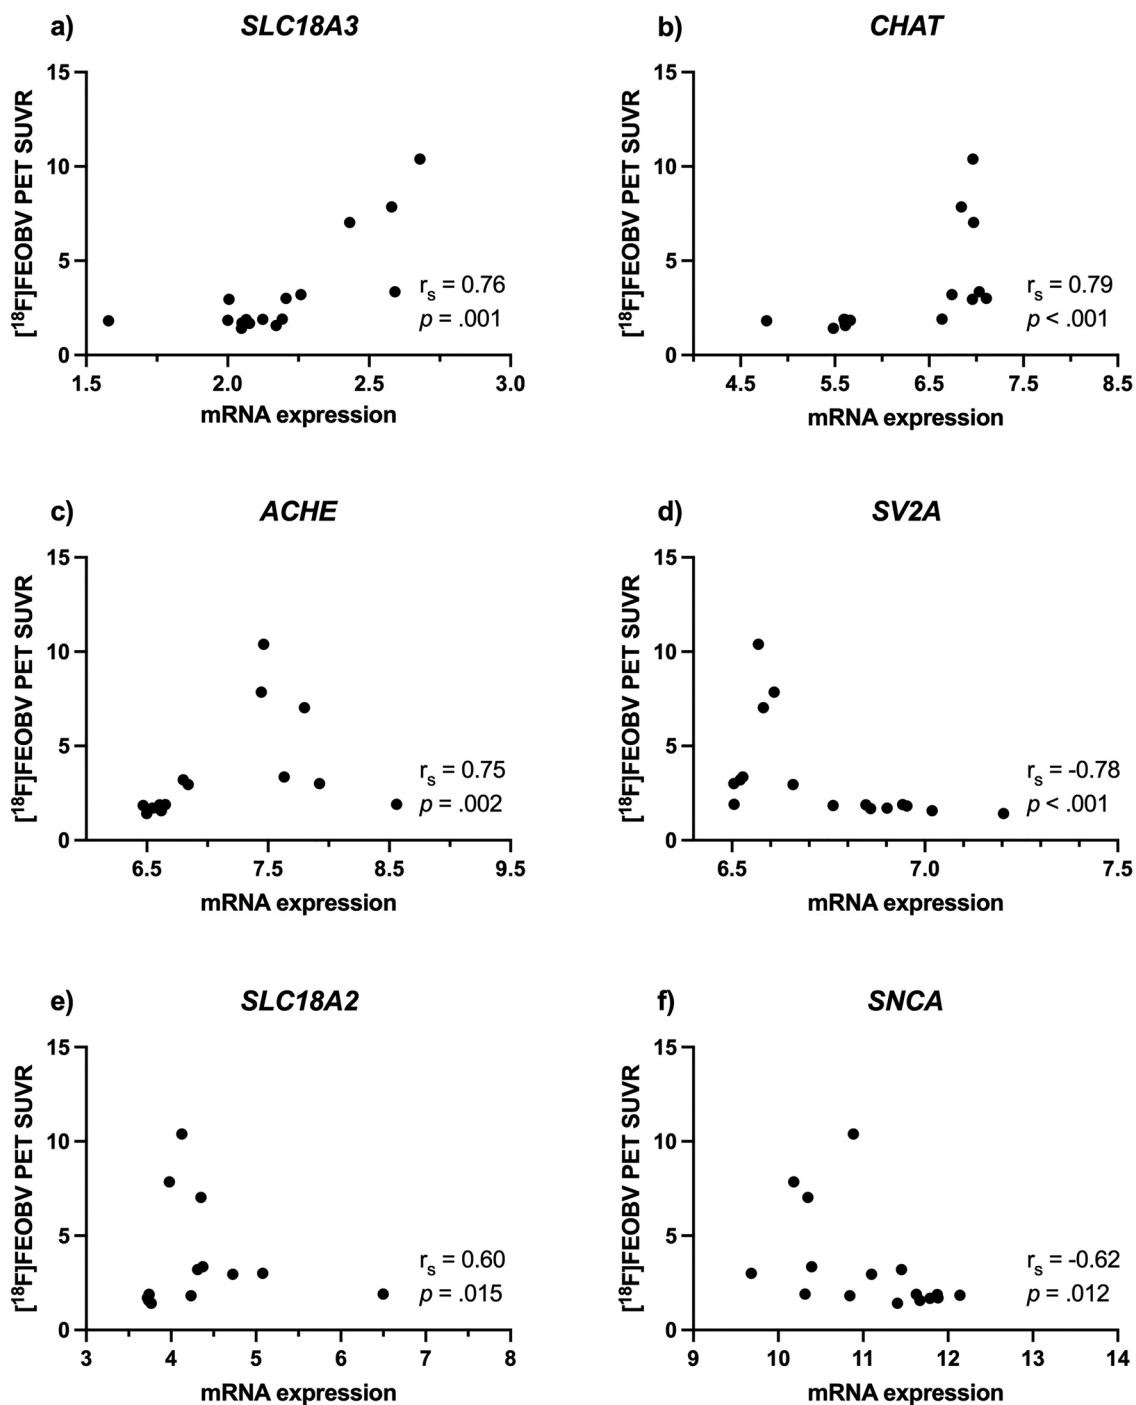 a) SLC18A3
15
10
5
0
[¹⁸F]FEOBV PET SUVR
rₛ = 0.76
p = .001
1.5 2.0 2.5 3.0
mRNA expression
b) CHAT
15
10
5
0
[¹⁸F]FEOBV PET SUVR
rₛ = 0.79
p < .001
4.5 5.5 6.5 7.5 8.5
mRNA expression
c) ACHE
15
10
5
0
[¹⁸F]FEOBV PET SUVR
rₛ = 0.75
p = .002
6.5 7.5 8.5 9.5
mRNA expression
d) SV2A
15
10
5
0
[¹⁸F]FEOBV PET SUVR
rₛ = -0.78
p < .001
6.5 7.0 7.5
mRNA expression
e) SLC18A2
15
10
5
0
[¹⁸F]FEOBV PET SUVR
rₛ = 0.60
p = .015
3 4 5 6 7 8
mRNA expression
f) SNCA
15
10
5
0
[¹⁸F]FEOBV PET SUVR
rₛ = -0.62
p = .012
9 10 11 12 13 14
mRNA expression